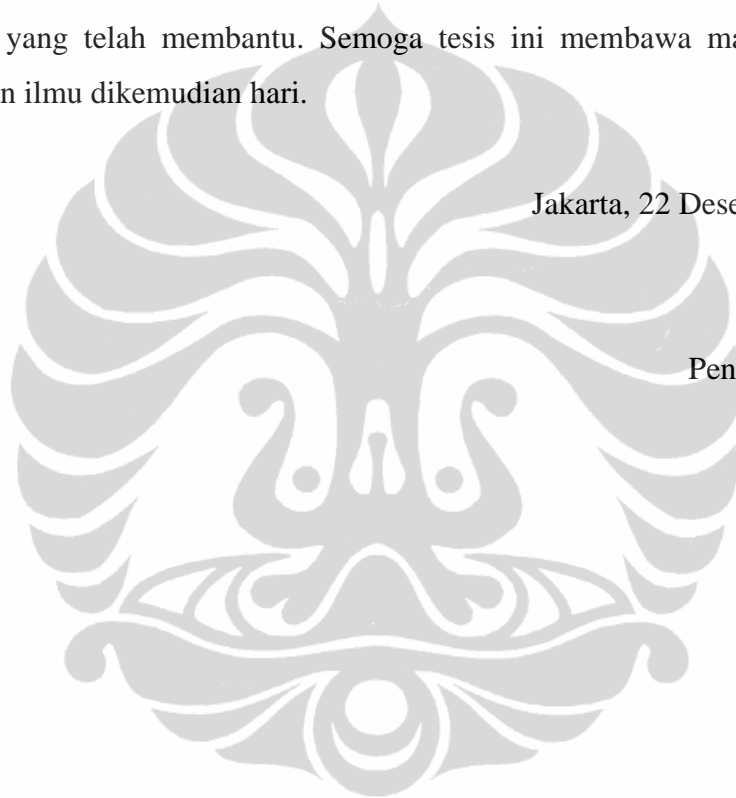 yang telah membantu. Semoga tesis ini membawa ma
n ilmu dikemudian hari.
Jakarta, 22 Dese
Pen